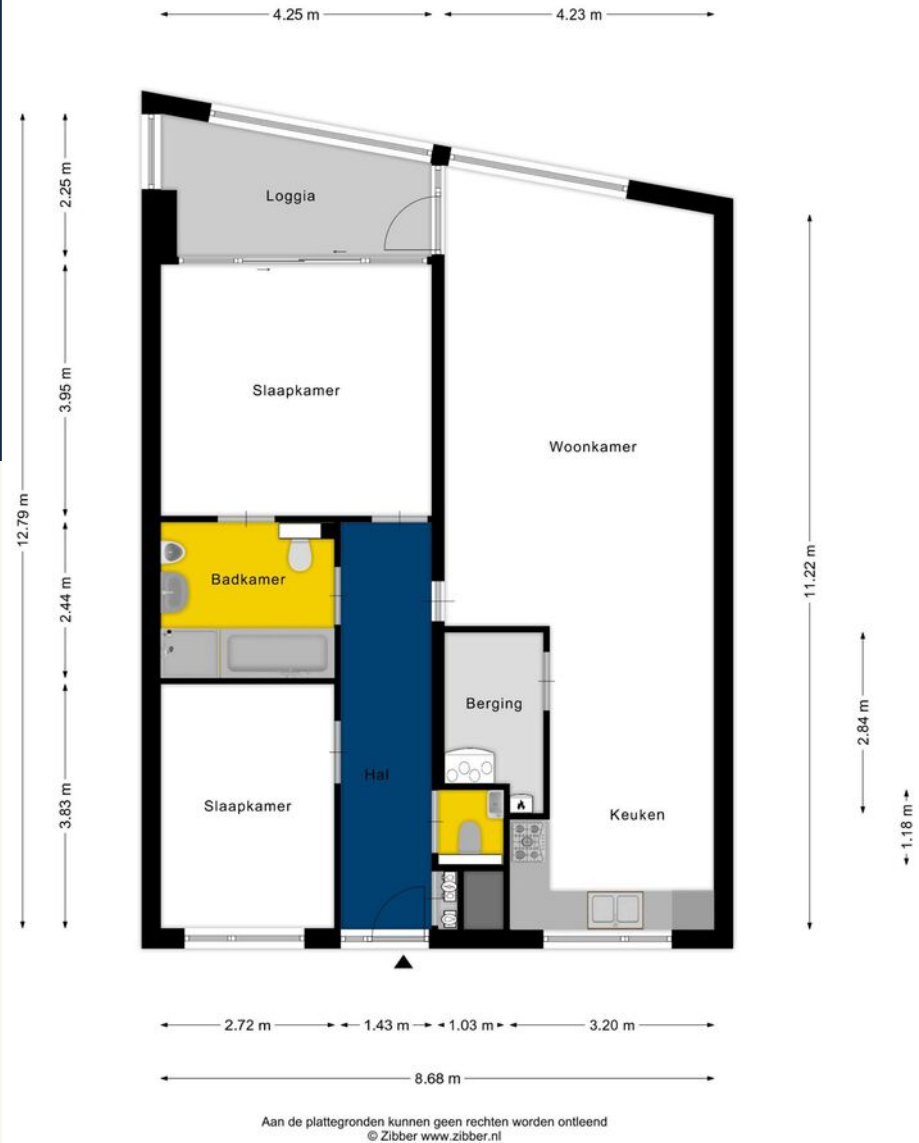 4.25 m
4.23 m
2.25 m
Loggia
3.95 m
Slaapkamer
Woonkamer
12.79 m
11.22 m
2.44 m
Badkamer
Berging
2.84 m
Hal
3.83 m
Slaapkamer
Keuken
1.18 m
2.72 m
1.43 m
1.03 m
3.20 m
8.68 m
Aan de plattegronden kunnen geen rechten worden ontleend
© Zibber www.zibber.nl